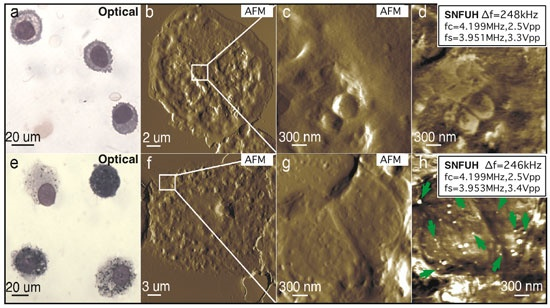 a
Optical
20 um
b
AFM
2 um
c
AFM
300 nm
d
SNFUH Δf=248kHz
fc=4.199MHz,2.5Vpp
fs=3.951MHz,3.3Vpp
300 nm
e
Optical
20 um
f
AFM
3 um
g
AFM
300 nm
h
SNFUH Δf=246kHz
fc=4.199MHz,2.5Vpp
fs=3.953MHz,3.4Vpp
300 nm